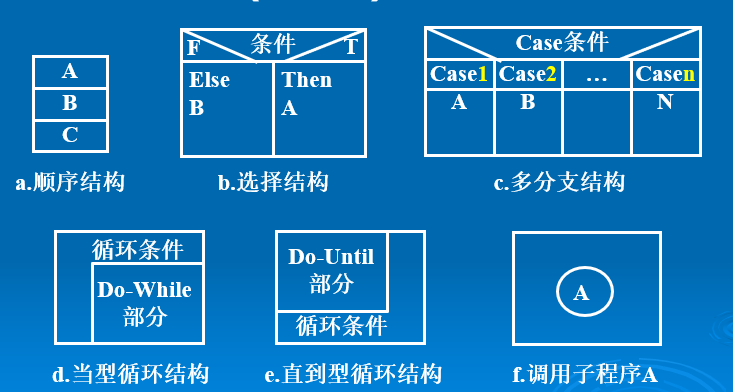 F 条件 T
Case条件
A
B
C
Else
B
Then
A
Case1 Case2 … Casen
A B N
a.顺序结构
b.选择结构
c.多分支结构
循环条件
Do-While
部分
Do-Until
部分
循环条件
A
d.当型循环结构
e.直到型循环结构
f.调用子程序A